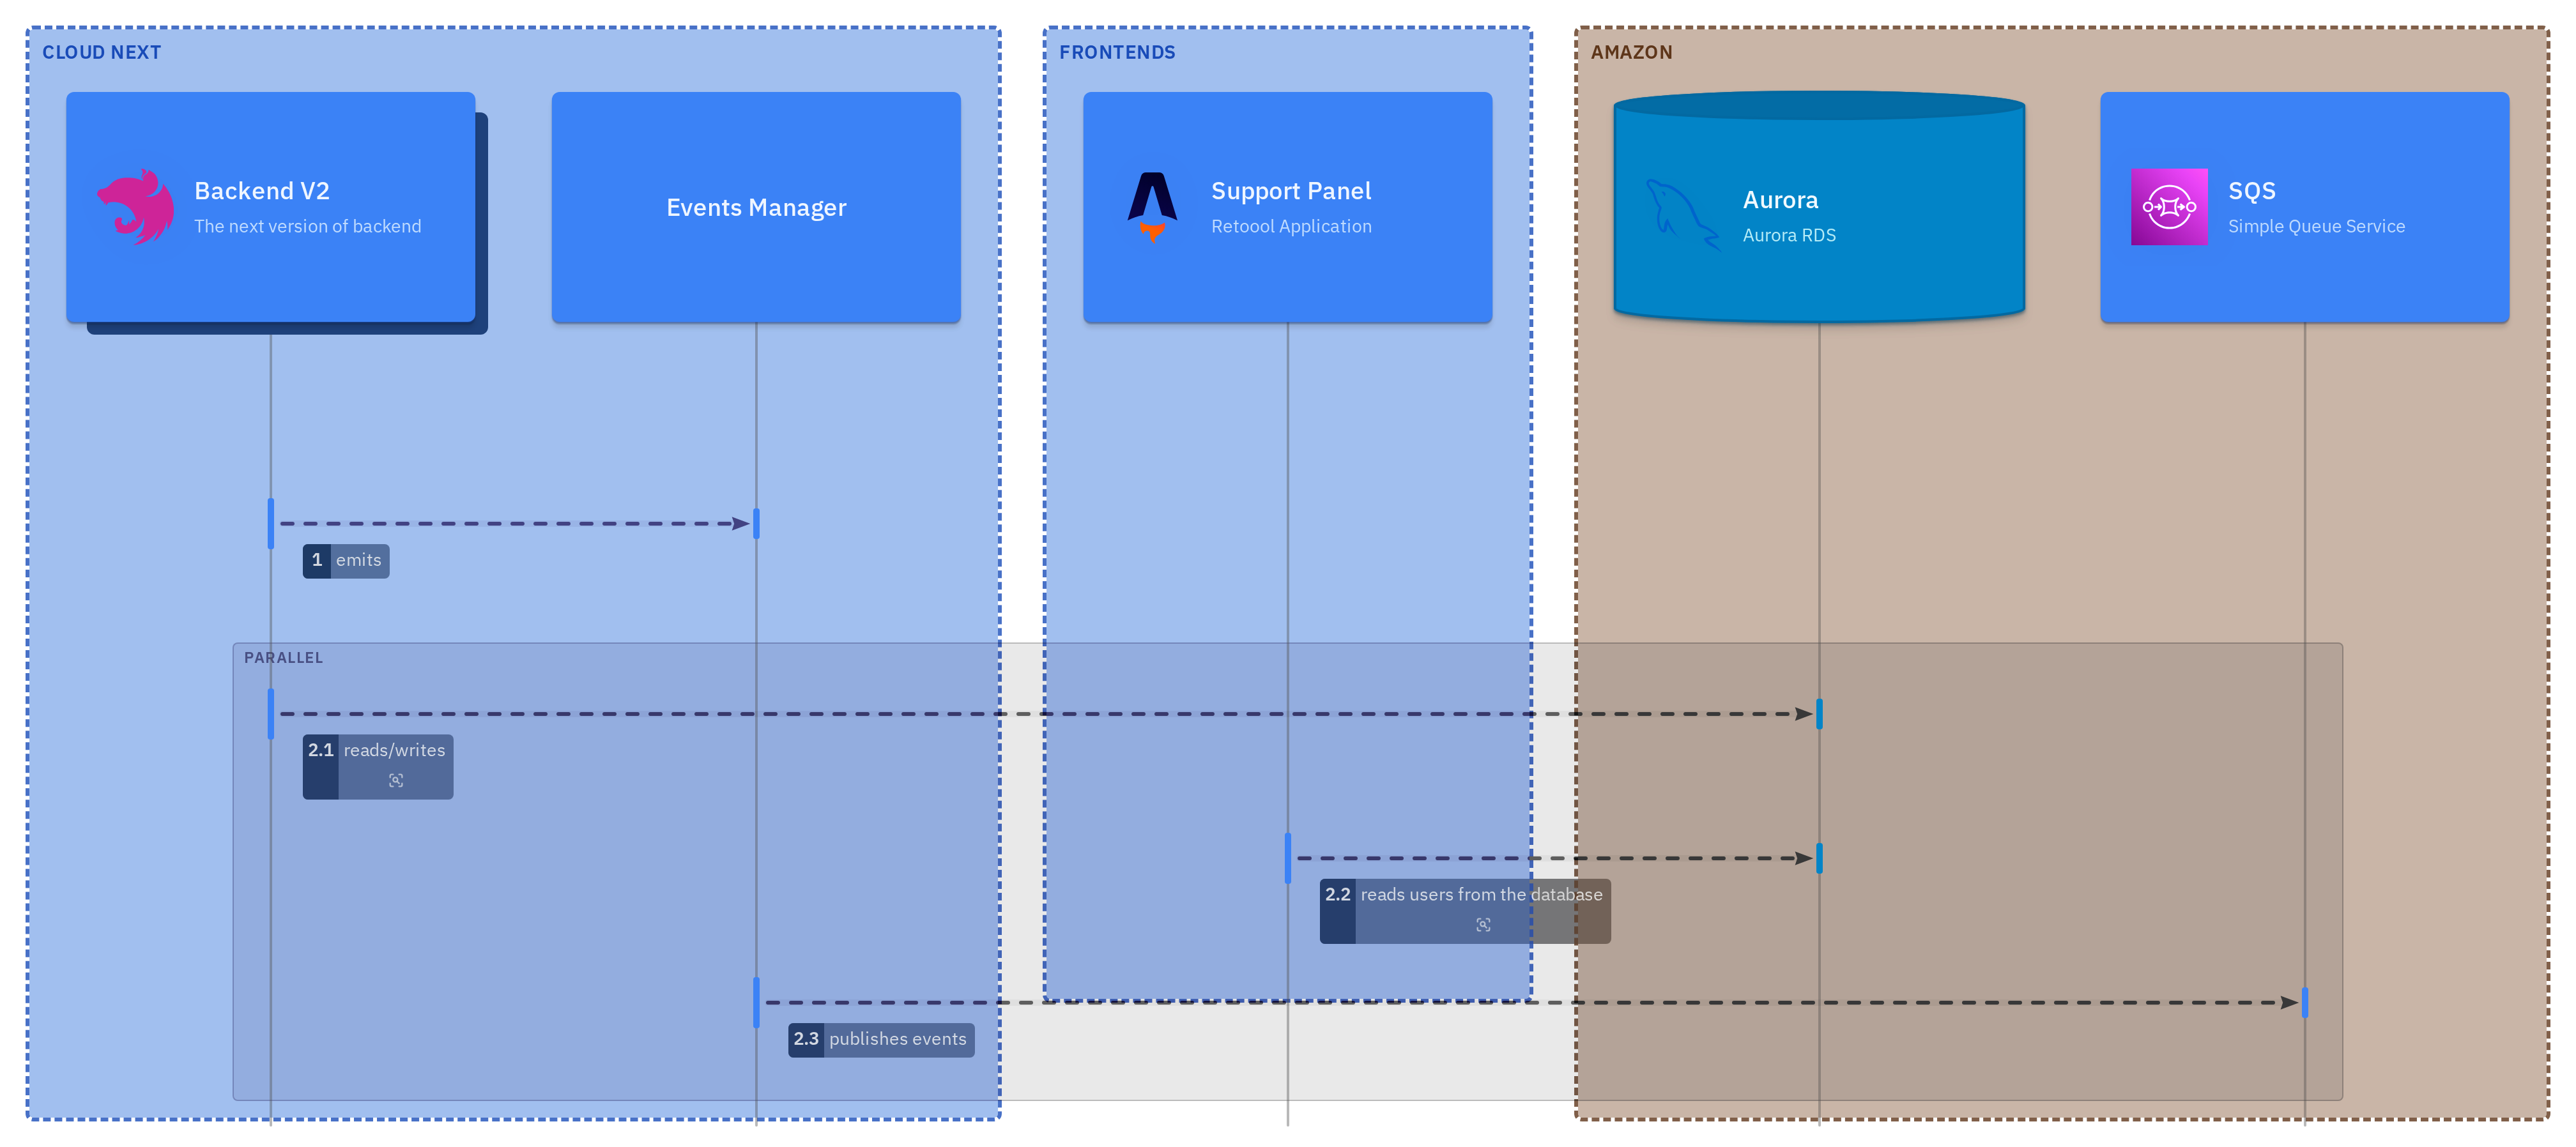 CLOUD NEXT
FRONTENDS
AMAZON
Backend V2
The next version of backend
Events Manager
Support Panel
Retoool Application
Aurora
Aurora RDS
SQS
Simple Queue Service
1 emits
PARALLEL
2.1 reads/writes
2.2 reads users from the database
2.3 publishes events